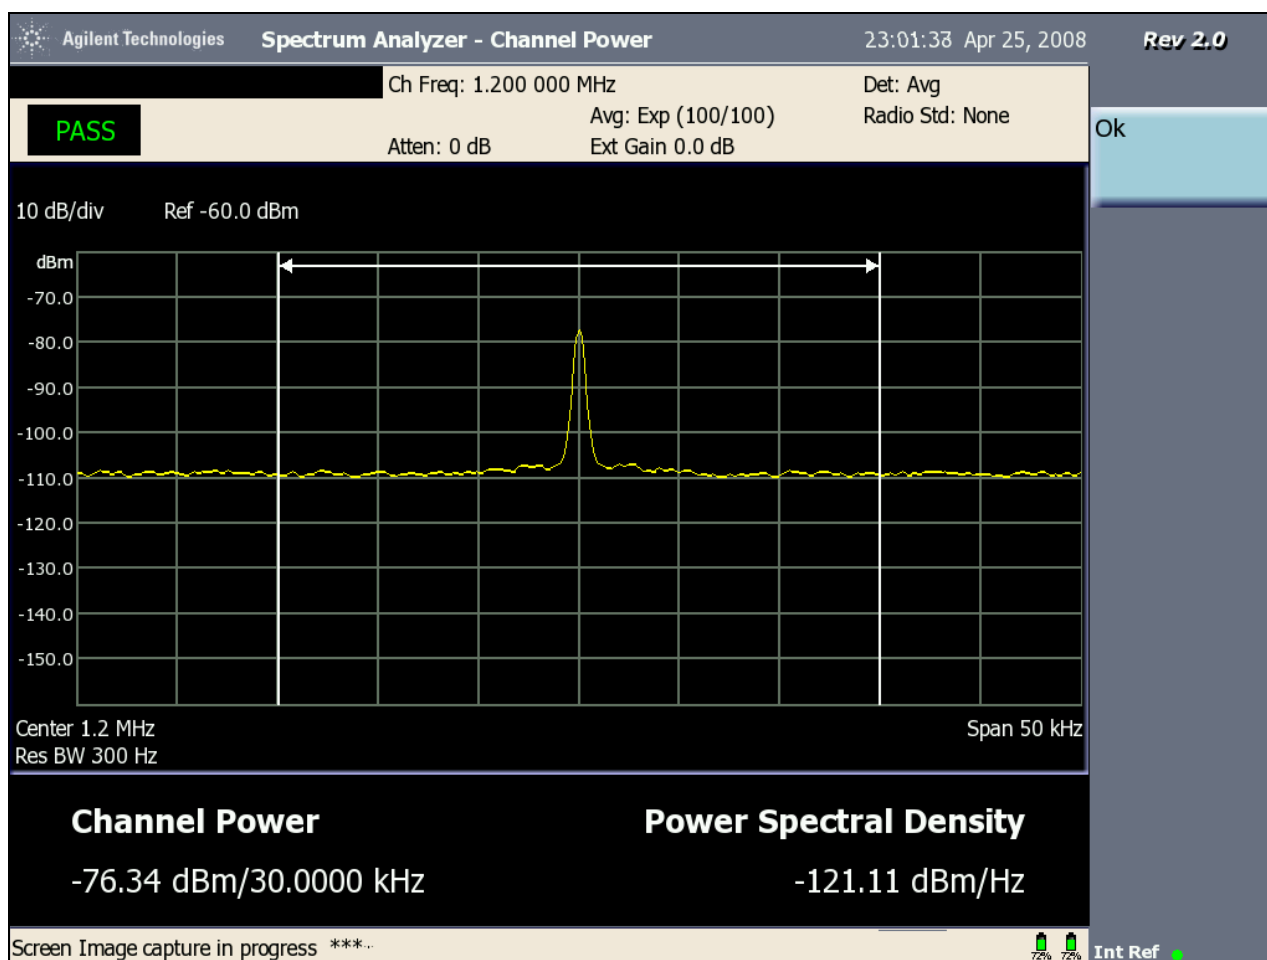 Agilent Technologies Spectrum Analyzer - Channel Power 23:01:33 Apr 25, 2008 Rev 2.0
Ch Freq: 1.200 000 MHz Det: Avg
PASS Avg: Exp (100/100) Radio Std: None
Atten: 0 dB Ext Gain 0.0 dB
Ok
10 dB/div Ref -60.0 dBm
dBm
-70.0
-80.0
-90.0
-100.0
-110.0
-120.0
-130.0
-140.0
-150.0
Center 1.2 MHz Span 50 kHz
Res BW 300 Hz
Channel Power Power Spectral Density
-76.34 dBm/30.0000 kHz -121.11 dBm/Hz
Screen Image capture in progress ***... 72% 72% Int Ref